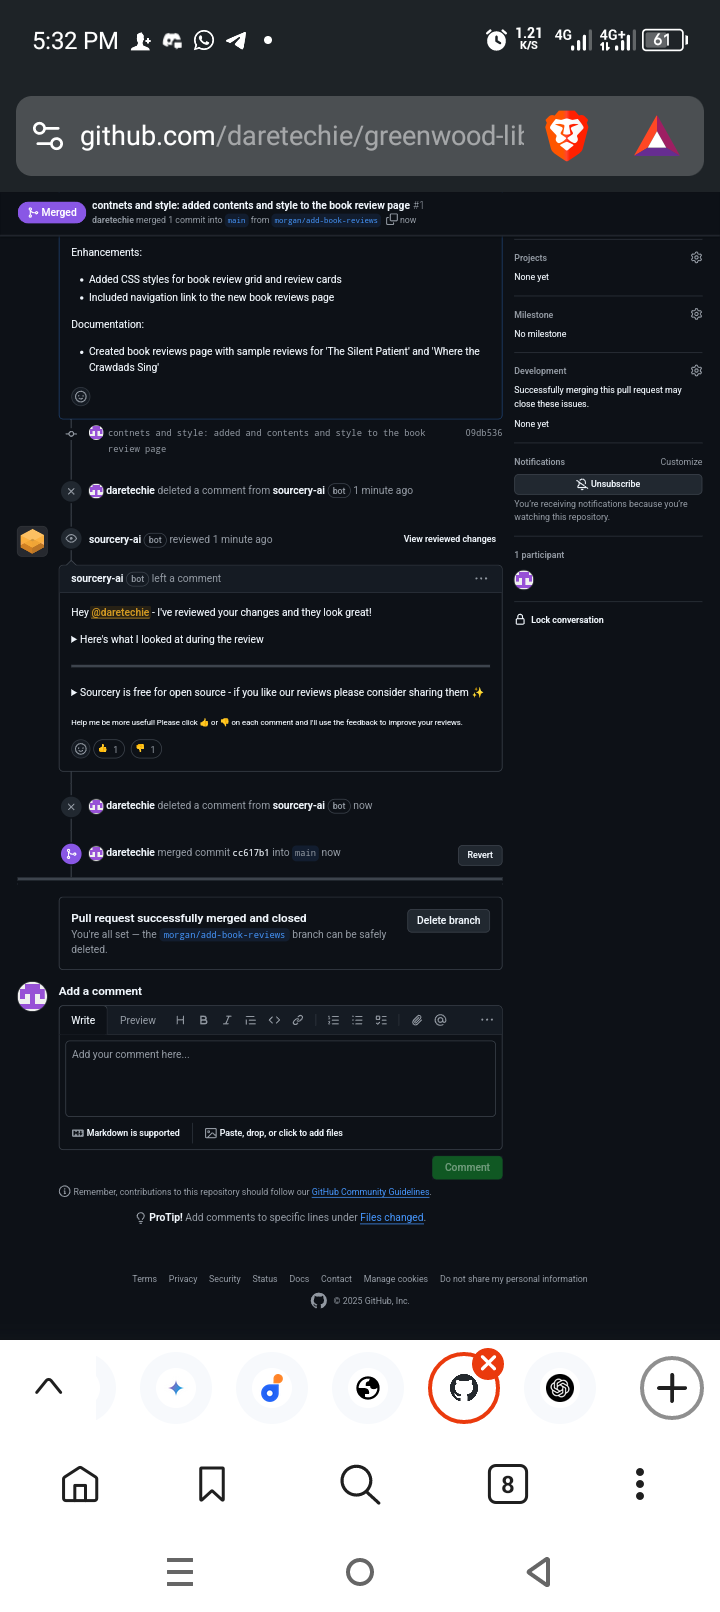 5:32 PM
1.21
K/S
4G
4G+
61
github.com/daretechie/greenwood-lib
Merged
contnets and style: added contents and style to the book review page #1
daretechie merged 1 commit into main from morgan/add-book-reviews now
Enhancements:
• Added CSS styles for book review grid and review cards
• Included navigation link to the new book reviews page
Documentation:
• Created book reviews page with sample reviews for 'The Silent Patient' and 'Where the
Crawdads Sing'
contnets and style: added and contents and style to the book
review page
09db536
daretechie deleted a comment from sourcery-ai bot 1 minute ago
sourcery-ai bot reviewed 1 minute ago
View reviewed changes
sourcery-ai bot left a comment
Hey @daretechie - I've reviewed your changes and they look great!
Here's what I looked at during the review
Sourcery is free for open source - if you like our reviews please consider sharing them ✨
Help me be more useful! Please click 👍 or 👎 on each comment and I'll use the feedback to improve your reviews.
👍 1
👎 1
daretechie deleted a comment from sourcery-ai bot now
daretechie merged commit cc617b1 into main now
Revert
Pull request successfully merged and closed
You're all set — the morgan/add-book-reviews branch can be safely
deleted.
Delete branch
Add a comment
Write
Preview
Add your comment here...
Markdown is supported
Paste, drop, or click to add files
Comment
Remember, contributions to this repository should follow our GitHub Community Guidelines.
ProTip! Add comments to specific lines under Files changed.
Projects
None yet
Milestone
No milestone
Development
Successfully merging this pull request may
close these issues.
None yet
Notifications
Customize
Unsubscribe
You're receiving notifications because you're
watching this repository.
1 participant
Lock conversation
Terms
Privacy
Security
Status
Docs
Contact
Manage cookies
Do not share my personal information
© 2025 GitHub, Inc.
8